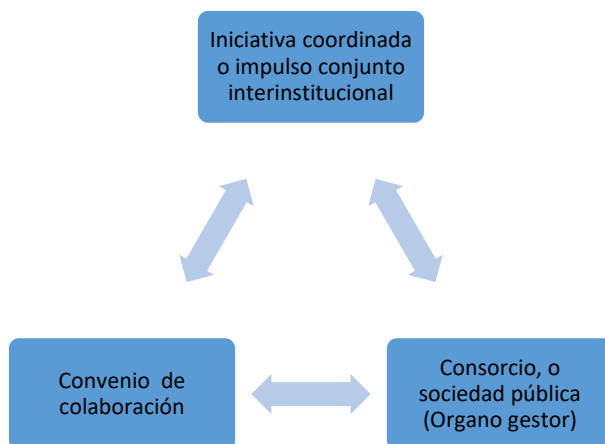 Iniciativa coordinada
o impulso conjunto
interinstitucional
Convenio de
colaboración
Consorcio, o
sociedad pública
(Organo gestor)